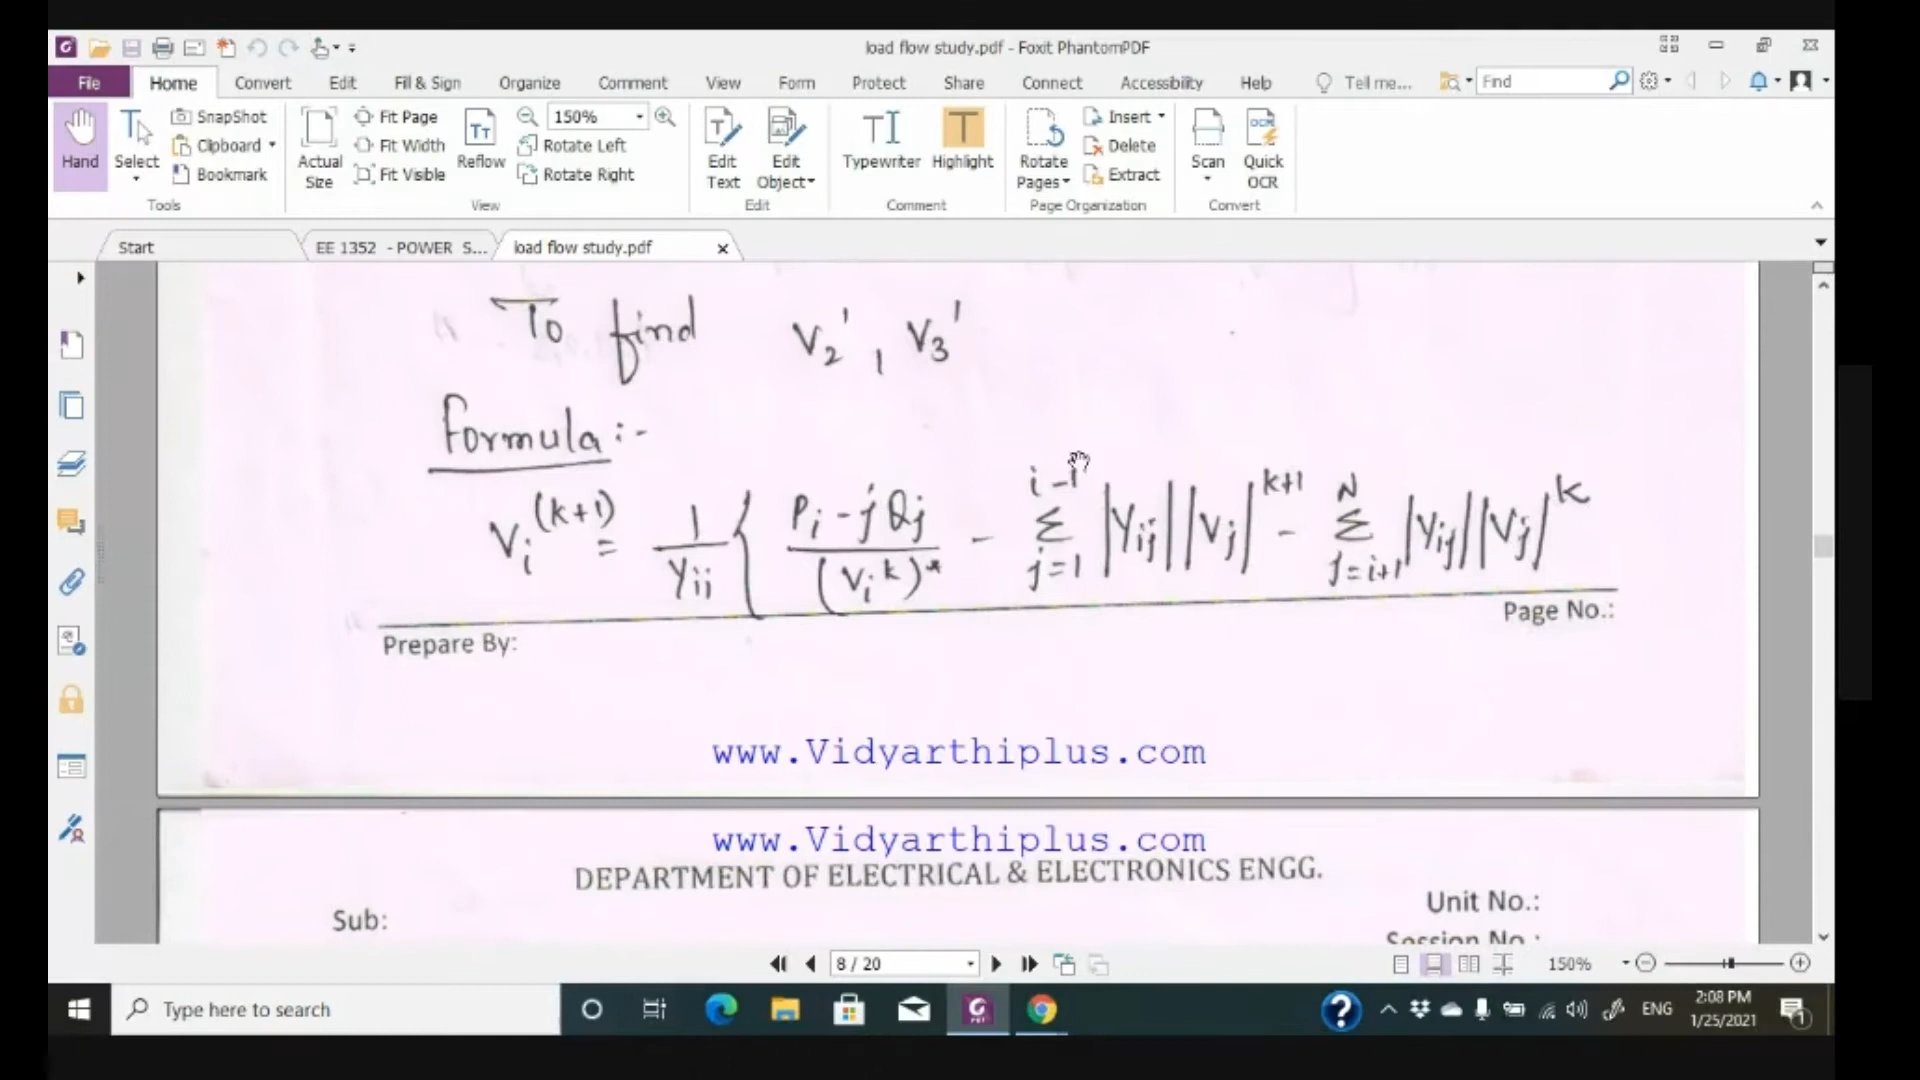 load flow study.pdf - Foxit PhantomPDF
File Home Convert Edit Fill & Sign Organize Comment View Form Protect Share Connect Accessibility Help Tell me... Find
Hand Select SnapShot Clipboard Bookmark
Tools
Actual Size Fit Page Fit Width Fit Visible Reflow 150% Rotate Left Rotate Right
View
Edit Text Edit Object
Edit
Typewriter Highlight
Comment
Rotate Pages Insert Delete Extract
Page Organization
Scan Quick OCR
Convert
Start EE 1352 - POWER S... load flow study.pdf
To find V₂', V₃'
Formula :-
Vᵢ^(k+1) = 1/Yii { Pi - jQj / (Vi^k)* - Σ_{j=1}^{i-1} |Yij| |Vj|^{k+1} - Σ_{j=i+1}^{N} |Yij| |Vj|^k
Prepare By: Page No.:
www.Vidyarthiplus.com
www.Vidyarthiplus.com
DEPARTMENT OF ELECTRICAL & ELECTRONICS ENGG.
Unit No.:
Sub:
Session No.:
8 / 20 150%
Type here to search ENG 2:08 PM
1/25/2021